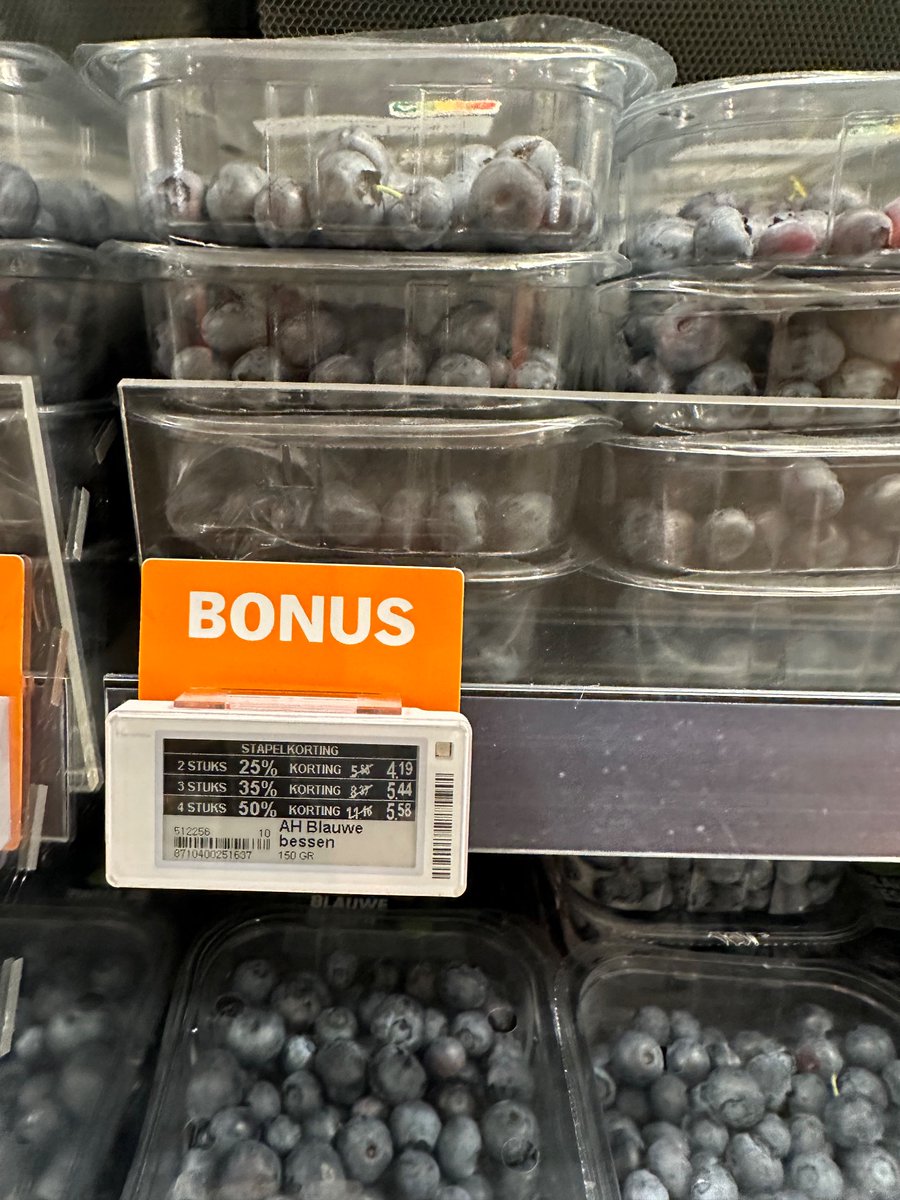 BONUS
STAPELKORTING
2 STUKS 25% KORTING 5.58 4.19
3 STUKS 35% KORTING 8.37 5.44
4 STUKS 50% KORTING 11.16 5.58
512256 10 AH Blauwe
bessen
8710400251637 150 GR
BLAUWE